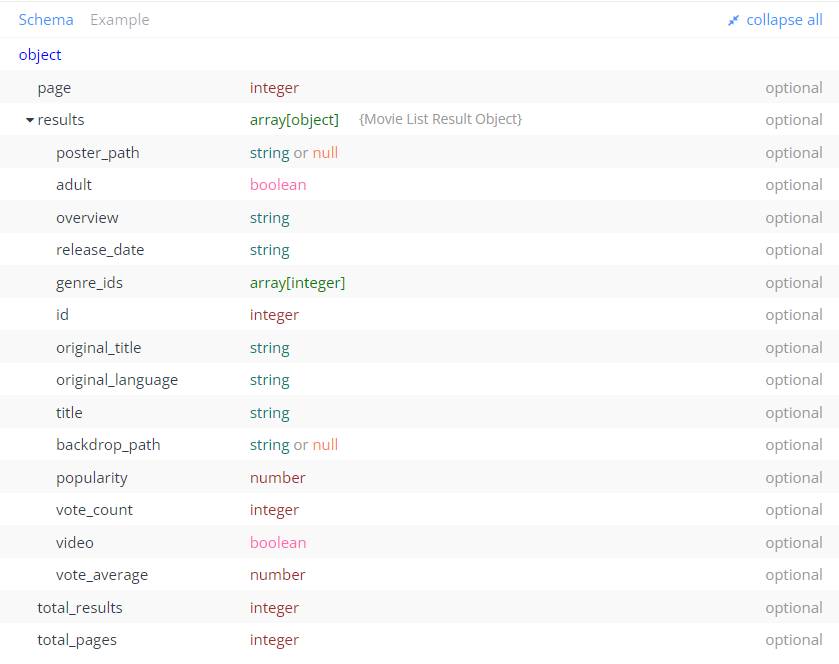 Schema Example collapse all
object
page integer optional
results array[object] {Movie List Result Object} optional
poster_path string or null optional
adult boolean optional
overview string optional
release_date string optional
genre_ids array[integer] optional
id integer optional
original_title string optional
original_language string optional
title string optional
backdrop_path string or null optional
popularity number optional
vote_count integer optional
video boolean optional
vote_average number optional
total_results integer optional
total_pages integer optional